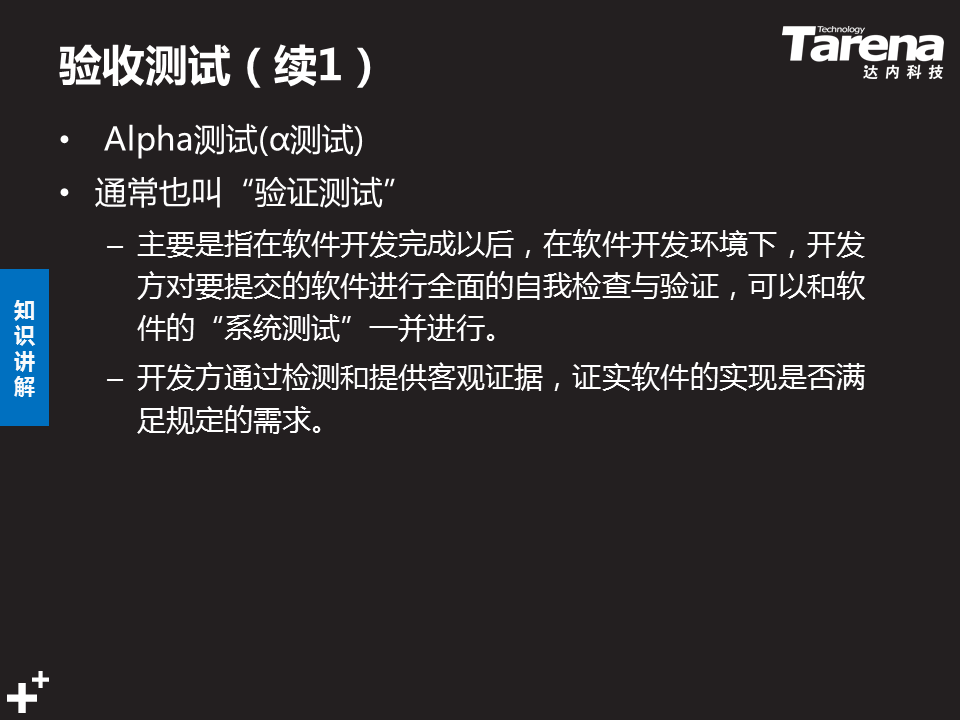 验收测试（续1）
Technology
Tarena
达内科技
• Alpha测试(α测试)
• 通常也叫“验证测试”
– 主要是指在软件开发完成以后，在软件开发环境下，开发
方对要提交的软件进行全面的自我检查与验证，可以和软
件的“系统测试”一并进行。
– 开发方通过检测和提供客观证据，证实软件的实现是否满
足规定的需求。
知
识
讲
解